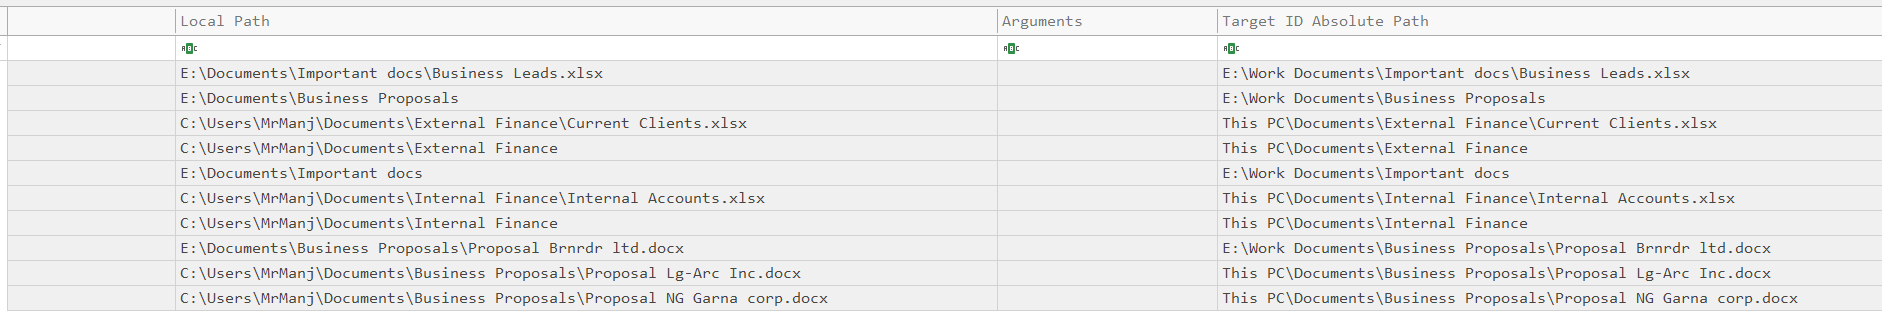 Local Path Arguments Target ID Absolute Path
ABC ABC ABC
E:\Documents\Important docs\Business Leads.xlsx E:\Work Documents\Important docs\Business Leads.xlsx
E:\Documents\Business Proposals E:\Work Documents\Business Proposals
C:\Users\MrManj\Documents\External Finance\Current Clients.xlsx This PC\Documents\External Finance\Current Clients.xlsx
C:\Users\MrManj\Documents\External Finance This PC\Documents\External Finance
E:\Documents\Important docs E:\Work Documents\Important docs
C:\Users\MrManj\Documents\Internal Finance\Internal Accounts.xlsx This PC\Documents\Internal Finance\Internal Accounts.xlsx
C:\Users\MrManj\Documents\Internal Finance This PC\Documents\Internal Finance
E:\Documents\Business Proposals\Proposal Brnrdr ltd.docx E:\Work Documents\Business Proposals\Proposal Brnrdr ltd.docx
C:\Users\MrManj\Documents\Business Proposals\Proposal Lg-Arc Inc.docx This PC\Documents\Business Proposals\Proposal Lg-Arc Inc.docx
C:\Users\MrManj\Documents\Business Proposals\Proposal NG Garna corp.docx This PC\Documents\Business Proposals\Proposal NG Garna corp.docx